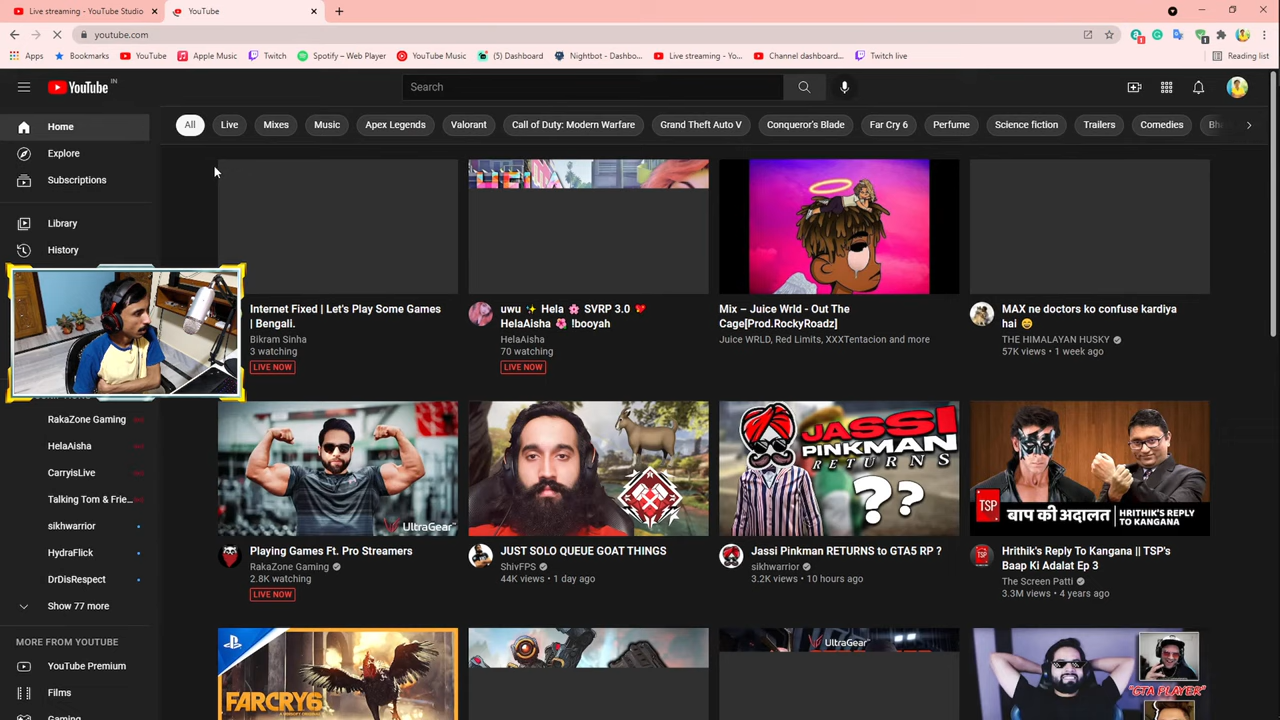 Live streaming - YouTube Studio
YouTube
youtube.com
Apps
Bookmarks
YouTube
Apple Music
Twitch
Spotify – Web Player
YouTube Music
() Dashboard
Nightbot - Dashbo...
Live streaming - Yo...
Channel dashboard...
Twitch live
Reading list
YouTube IN
Search
Home
Explore
Subscriptions
Library
History
All
Live
Mixes
Music
Apex Legends
Valorant
Call of Duty: Modern Warfare
Grand Theft Auto V
Conqueror's Blade
Far Cry 6
Perfume
Science fiction
Trailers
Comedies
Internet Fixed | Let's Play Some Games
| Bengali.
Bikram Sinha
3 watching
LIVE NOW
uwu ✨ Hela 🌸 SVRP 3.0 💖
HelaAisha 🌸 !booyah
HelaAisha
70 watching
LIVE NOW
Mix – Juice Wrld - Out The
Cage[Prod.RockyRoadz]
Juice WRLD, Red Limits, XXXTentacion and more
MAX ne doctors ko confuse kardiya
hai 😄
THE HIMALAYAN HUSKY
57K views • 1 week ago
RakaZone Gaming
HelaAisha
CarryisLive
Talking Tom & Frie...
sikhwarrior
HydraFlick
DrDisRespect
Show 77 more
MORE FROM YOUTUBE
YouTube Premium
Films
Gaming
UltraGear
Playing Games Ft. Pro Streamers
RakaZone Gaming
2.8K watching
LIVE NOW
JUST SOLO QUEUE GOAT THINGS
ShivFPS
44K views • 1 day ago
JASSI
PINKMAN
RETURNS
??
Jassi Pinkman RETURNS to GTA5 RP ?
sikhwarrior
3.2K views • 10 hours ago
TSP
बाप की अदालत | HRITHIK'S REPLY
TO KANGANA
Hrithik's Reply To Kangana || TSP's
Baap Ki Adalat Ep 3
The Screen Patti
3.3M views • 4 years ago
FARCRY6
UltraGear
"GTA PLAYER"